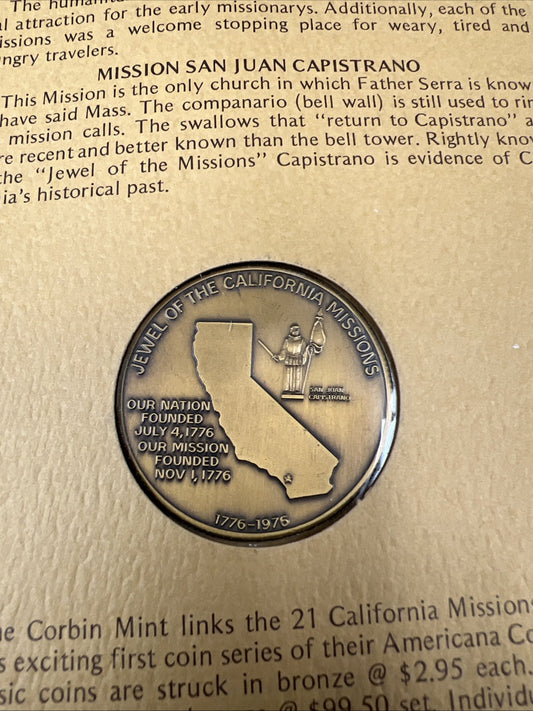 The
al attraction for the early missionarys. Additionally, each of the
issions was a welcome stopping place for weary, tired and
ngry travelers.
MISSION SAN JUAN CAPISTRANO
This Mission is the only church in which Father Serra is know
have said Mass. The companario (bell wall) is still used to rin
mission calls. The swallows that "return to Capistrano" a
re recent and better known than the bell tower. Rightly know
the "Jewel of the Missions" Capistrano is evidence of C
ia's historical past.
JEWEL OF THE CALIFORNIA MISSIONS
SAN JUAN
CAPISTRANO
OUR NATION
FOUNDED
JULY 4, 1776
OUR MISSION
FOUNDED
NOV 1, 1776
1776-1976
e Corbin Mint links the 21 California Missions
s exciting first coin series of their Americana Co
sic coins are struck in bronze @ $2.95 each.
@ $99.50 set. Individu